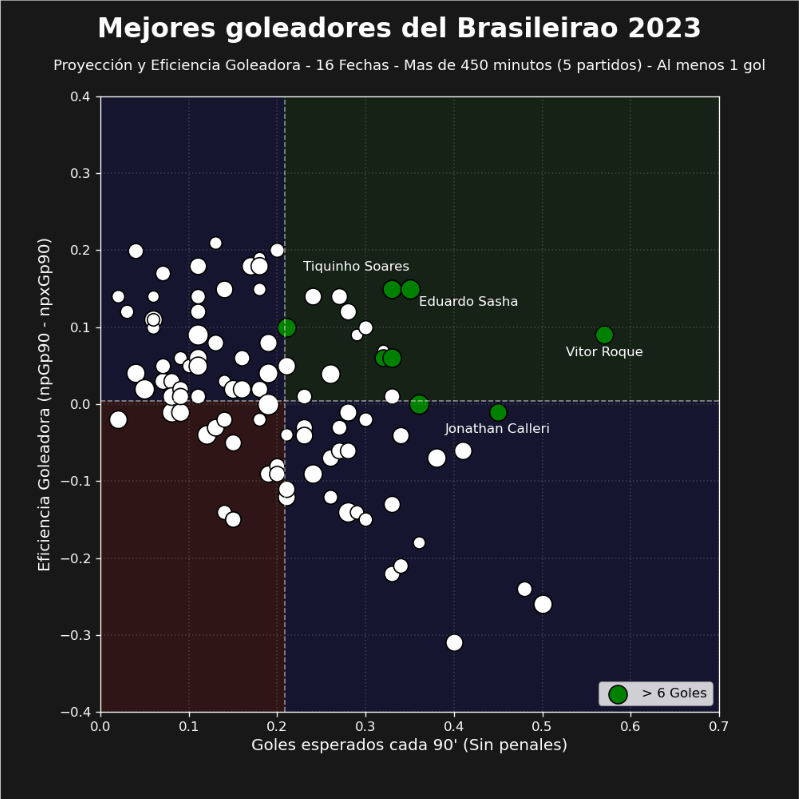 Mejores goleadores del Brasileirao 2023
Proyección y Eficiencia Goleadora - 16 Fechas - Mas de 450 minutos (5 partidos) - Al menos 1 gol
Eficiencia Goleadora (npGp90 - npxGp90)
0.4
0.3
0.2
0.1
0.0
−0.1
−0.2
−0.3
−0.4
Tiquinho Soares
Eduardo Sasha
Vitor Roque
Jonathan Calleri
> 6 Goles
0.0 0.1 0.2 0.3 0.4 0.5 0.6 0.7
Goles esperados cada 90' (Sin penales)